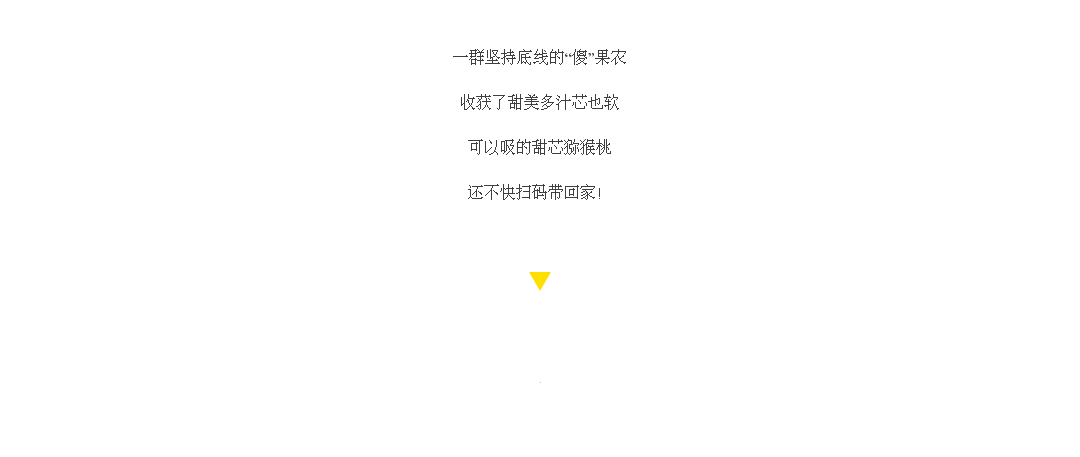 一群坚持底线的“傻”果农
收获了甜美多汁芯也软
可以吸的甜芯猕猴桃
还不快扫码带回家!